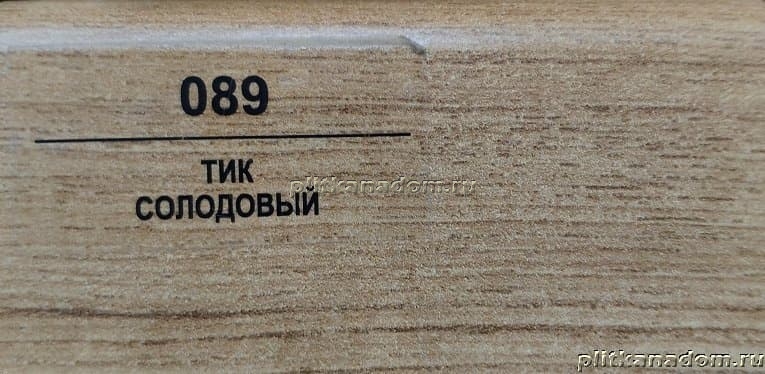 089
ТИК
plitkanadom.ru
СОЛОДОВЫЙ
plitkanadom.ru